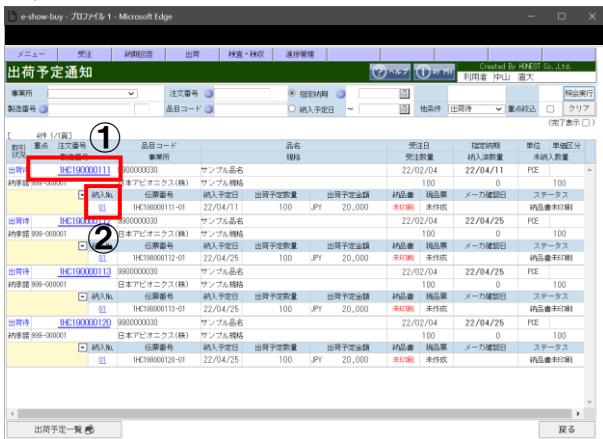 e-show-buy - プロファイル 1 - Microsoft Edge
メニュー 受注 納期回答 出荷 検査・検収 進捗管理
出荷予定通知 ヘルプ ログアウト Created By HONEST Co.,Ltd.
利用者 中山 直大
事業所 注文番号 指定納期 照会実行
製造番号 品目コード 納入予定日 ~ 他条件 出荷待 重点絞込 クリア
(完了表示 )
[ 4件 1/1頁] ①
取引状況 重点 注文番号 品目コード 品名 受注日 指定納期 単位 単価区分
製造番号 事業所 規格 受注数量 納入済数量 未納入数量
出荷待 1HC190000111 9900000030 サンプル品名 22/02/04 22/04/11 PCE
納承諾 999-000001 日本アビオニクス(株) サンプル規格 100 0 100
納入No. 伝票番号 納入予定日 出荷予定数量 出荷予定金額 納品書 現品票 メーカ確認日 ステータス
01 1HC190000111-01 22/04/11 100 JPY 20,000 未印刷 未作成 納品書未印刷
出荷待 1HC190000112 9900000030 サンプル品名 22/02/04 22/04/25 PCE
②
納承諾 999-000001 日本アビオニクス(株) サンプル規格 100 0 100
伝票番号 納入予定日 出荷予定数量 出荷予定金額 納品書 現品票 メーカ確認日 ステータス
01 1HC190000112-01 22/04/25 100 JPY 20,000 未印刷 未作成 納品書未印刷
出荷待 1HC190000113 9900000030 サンプル品名 22/02/04 22/04/25 PCE
納承諾 999-000001 日本アビオニクス(株) サンプル規格 100 0 100
納入No. 伝票番号 納入予定日 出荷予定数量 出荷予定金額 納品書 現品票 メーカ確認日 ステータス
01 1HC190000113-01 22/04/25 100 JPY 20,000 未印刷 未作成 納品書未印刷
出荷待 1HC190000120 9900000030 サンプル品名 22/02/04 22/04/25 PCE
納承諾 999-000001 日本アビオニクス(株) サンプル規格 100 0 100
納入No. 伝票番号 納入予定日 出荷予定数量 出荷予定金額 納品書 現品票 メーカ確認日 ステータス
01 1HC190000120-01 22/04/25 100 JPY 20,000 未印刷 未作成 納品書未印刷
出荷予定一覧 戻る